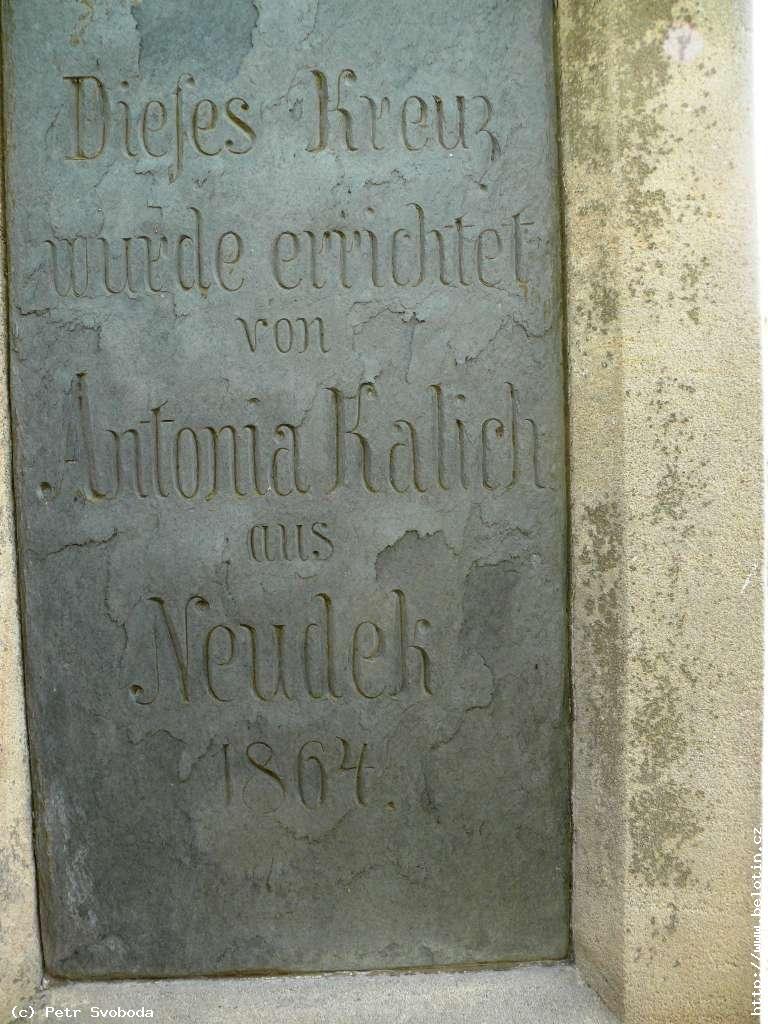 Dieſes Kreuz
wurde errichtet
von
Antonia Kalich
aus
Neudek
1864.
(c) Petr Svoboda
http://www.belotin.cz